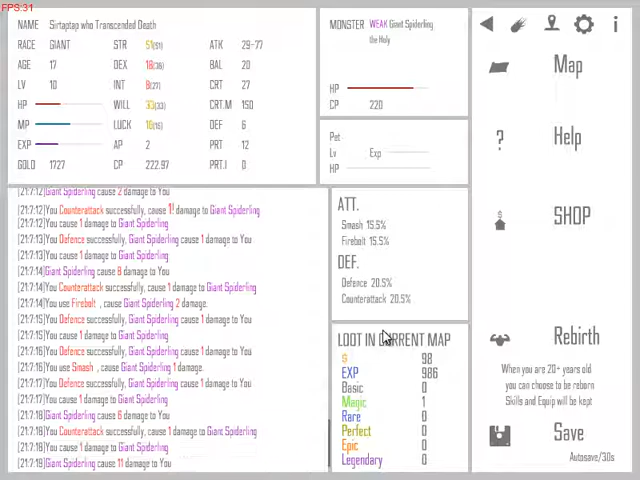 FPS:31
NAME Sirtaptap who Transcended Death
RACE GIANT STR 51(51) ATK 29-77
AGE 17 DEX 18(36) BAL 20
LV 10 INT 8(27) CRT 27
HP WILL 33(33) CRT.M 150
MP LUCK 16(16) DEF 6
EXP AP 2 PRT 12
GOLD 1727 CP 222.97 PRT.I 0
MONSTER WEAK Giant Spiderling
the Holy
HP
CP 220
Pet
Lv Exp
HP
[21:7:12]Giant Spiderling cause 2 damage to You
[21:7:12]You Counterattack successfully, cause 1! damage to Giant Spiderling
[21:7:12]You cause 1 damage to Giant Spiderling
[21:7:13]You Defence successfully, Giant Spiderling cause 1 damage to You
[21:7:13]You cause 1 damage to Giant Spiderling
[21:7:14]Giant Spiderling cause 8 damage to You
[21:7:14]You Counterattack successfully, cause 1 damage to Giant Spiderling
[21:7:14]You use Firebolt , cause Giant Spiderling 2 damage.
[21:7:15]You Defence successfully, Giant Spiderling cause 1 damage to You
[21:7:15]You cause 1 damage to Giant Spiderling
[21:7:16]You Defence successfully, Giant Spiderling cause 1 damage to You
[21:7:16]You use Smash , cause Giant Spiderling 1 damage.
[21:7:17]You Defence successfully, Giant Spiderling cause 1 damage to You
[21:7:17]You cause 1 damage to Giant Spiderling
[21:7:18]Giant Spiderling cause 6 damage to You
[21:7:18]You Counterattack successfully, cause 1 damage to Giant Spiderling
[21:7:18]You cause 1 damage to Giant Spiderling
[21:7:19]Giant Spiderling cause 11 damage to You
ATT.
Smash 15.5%
Firebolt 15.5%
DEF.
Defence 20.5%
Counterattack 20.5%
LOOT IN CURRENT MAP
$ 98
EXP 986
Basic 0
Magic 1
Rare 0
Perfect 0
Epic 0
Legendary 0
Map
? Help
$ SHOP
Rebirth
When you are 20+ years old
you can choose to be reborn
Skills and Equip will be kept
Save
Autosave/30s